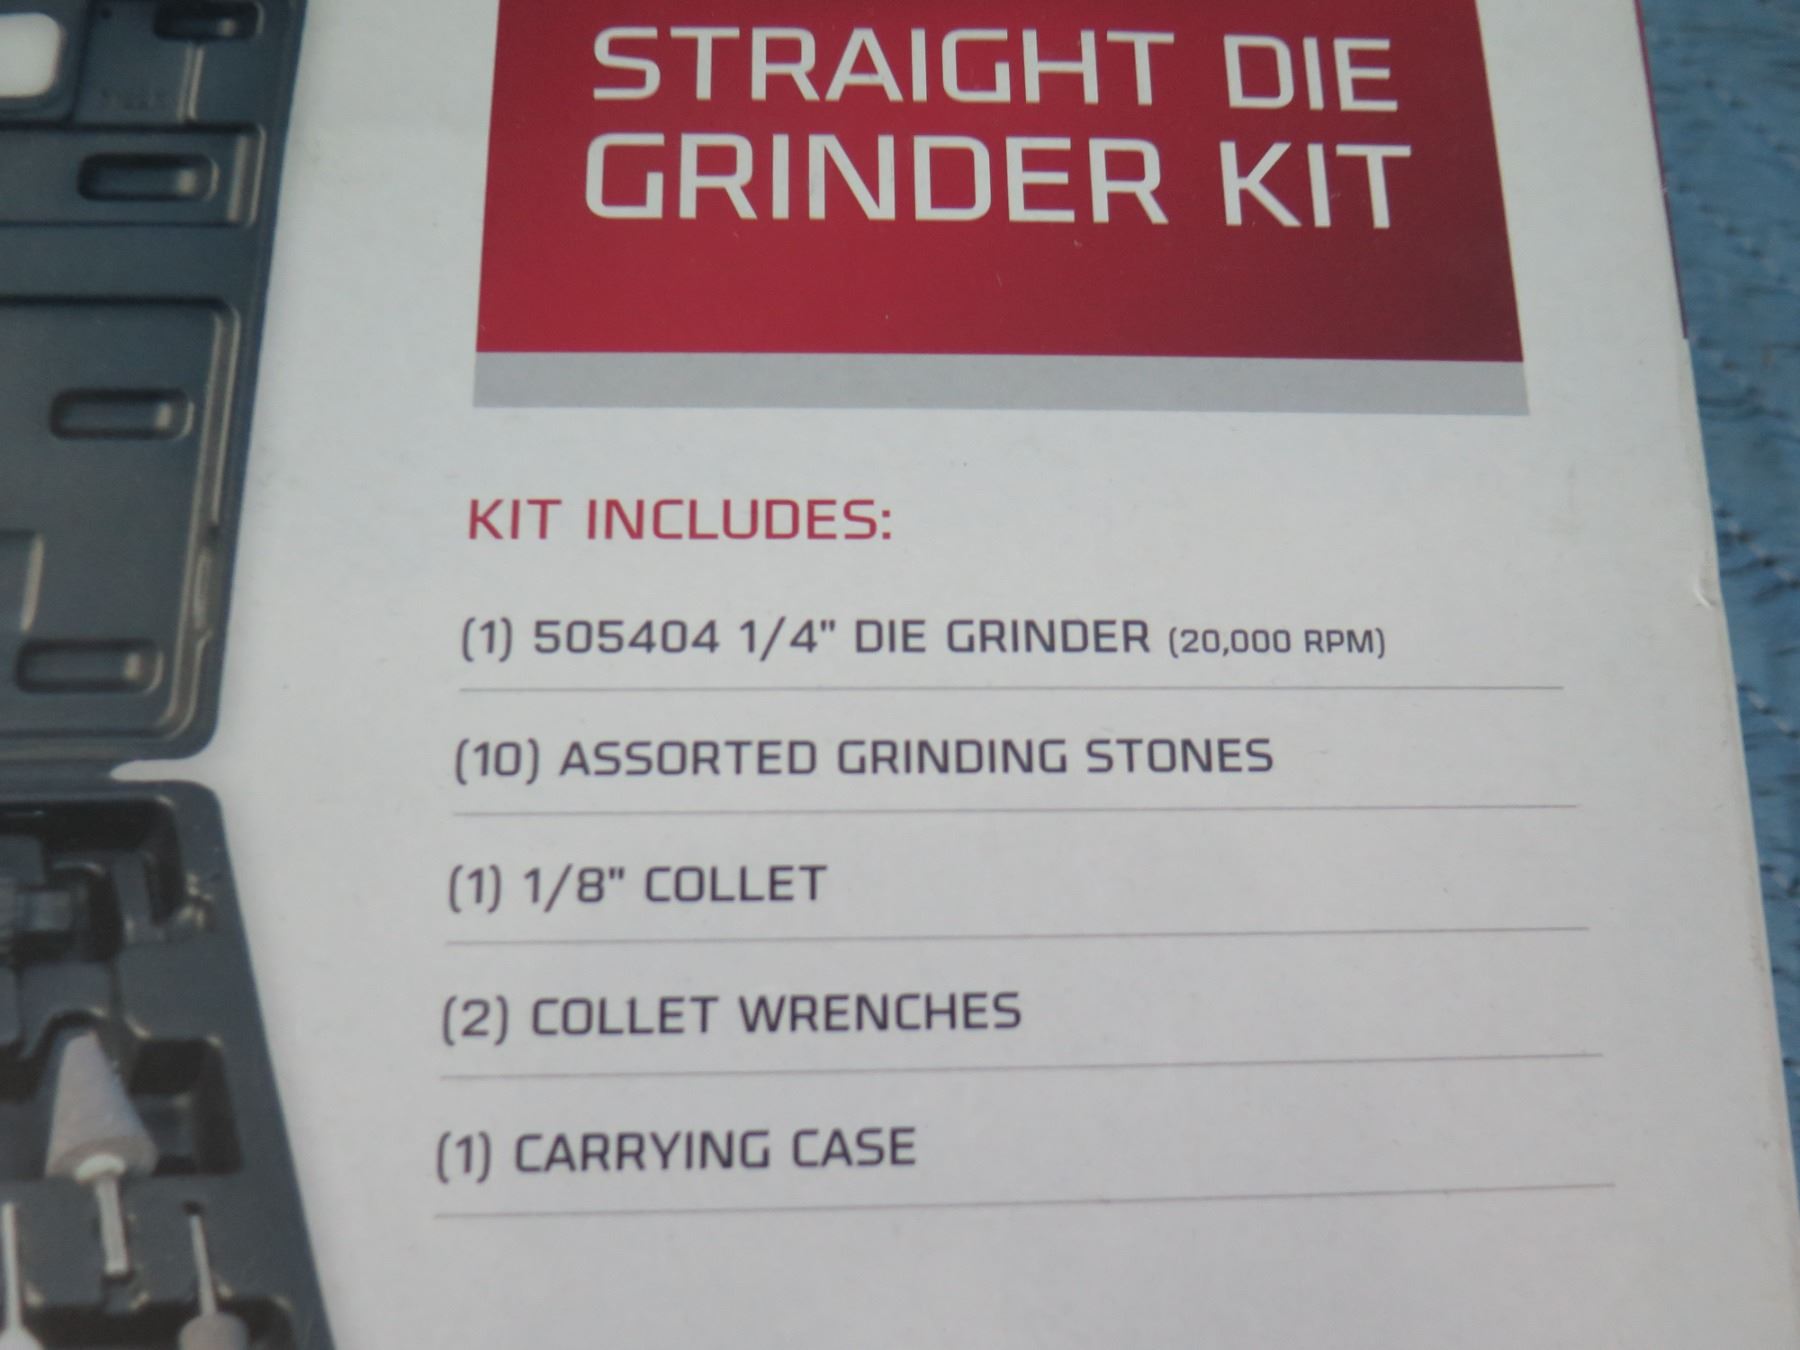 STRAIGHT DIE
GRINDER KIT
KIT INCLUDES:
(1) 505404 1/4" DIE GRINDER (20,000 RPM)
(10) ASSORTED GRINDING STONES
(1) 1/8" COLLET
(2) COLLET WRENCHES
(1) CARRYING CASE